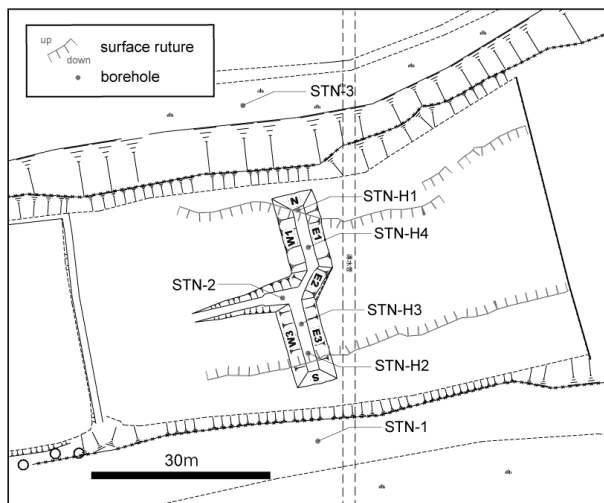 up
down
surface ruture
borehole
STN-3
N
STN-H1
W1
E1
STN-H4
STN-2
E2
STN-H3
W3
E3
STN-H2
S
STN-1
30m